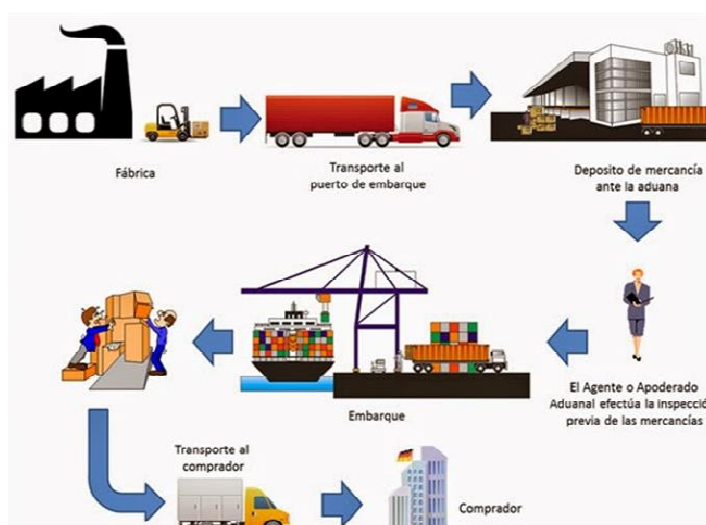 Fábrica
Transporte al
puerto de embarque
Deposito de mercancía
ante la aduana
El Agente o Apoderado
Aduanal efectúa la inspecció
previa de las mercancías
Embarque
Transporte al
comprador
Comprador